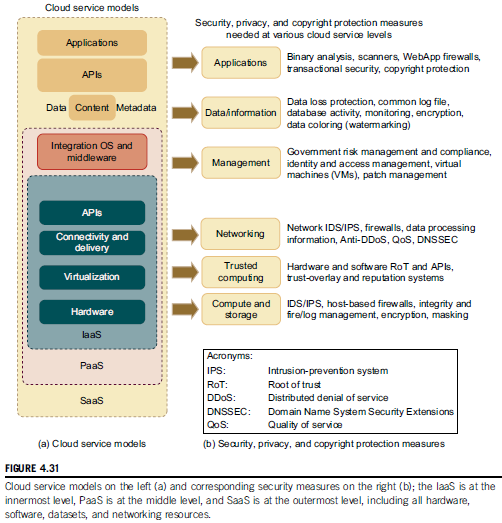 Cloud service models
Security, privacy, and copyright protection measures
needed at various cloud service levels
Applications
APIs
Data
Content
Metadata
Integration OS and
middleware
APIs
Connectivity and
delivery
Virtualization
Hardware
IaaS
PaaS
SaaS
Applications
Binary analysis, scanners, WebApp firewalls,
transactional security, copyright protection
Data/information
Data loss protection, common log file,
database activity, monitoring, encryption,
data coloring (watermarking)
Management
Government risk management and compliance,
identity and access management, virtual
machines (VMs), patch management
Networking
Network IDS/IPS, firewalls, data processing
information, Anti-DDoS, QoS, DNSSEC
Trusted
computing
Hardware and software RoT and APIs,
trust-overlay and reputation systems
Compute and
storage
IDS/IPS, host-based firewalls, integrity and
fire/log management, encryption, masking
Acronyms:
IPS: Intrusion-prevention system
RoT: Root of trust
DDoS: Distributed denial of service
DNSSEC: Domain Name System Security Extensions
QoS: Quality of service
(a) Cloud service models
(b) Security, privacy, and copyright protection measures
FIGURE 4.31
Cloud service models on the left (a) and corresponding security measures on the right (b); the IaaS is at the
innermost level, PaaS is at the middle level, and SaaS is at the outermost level, including all hardware,
software, datasets, and networking resources.